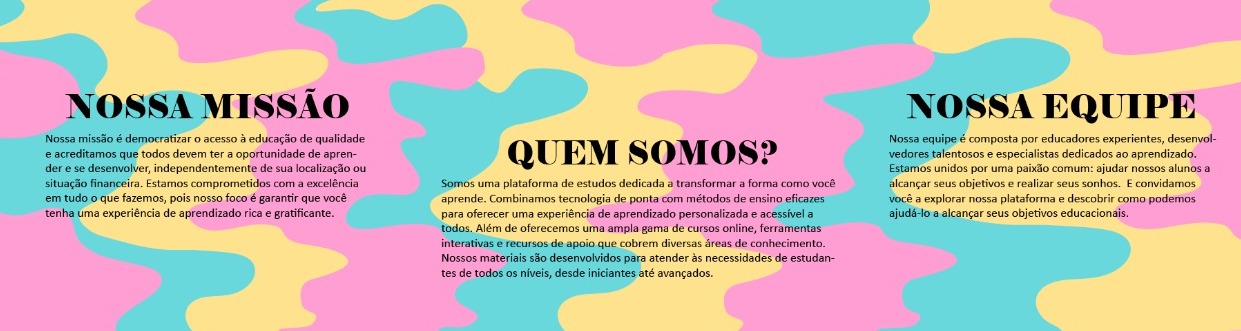 NOSSA MISSÃO
Nossa missão é democratizar o acesso à educação de qualidade
e acreditamos que todos devem ter a oportunidade de apren-
der e se desenvolver, independentemente de sua localização ou
situação financeira. Estamos comprometidos com a excelência
em tudo o que fazemos, pois nosso foco é garantir que você
tenha uma experiência de aprendizado rica e gratificante.
QUEM SOMOS?
Somos uma plataforma de estudos dedicada a transformar a forma como você
aprende. Combinamos tecnologia de ponta com métodos de ensino eficazes
para oferecer uma experiência de aprendizado personalizada e acessível a
todos. Além de oferecemos uma ampla gama de cursos online, ferramentas
interativas e recursos de apoio que cobrem diversas áreas de conhecimento.
Nossos materiais são desenvolvidos para atender às necessidades de estudan-
tes de todos os níveis, desde iniciantes até avançados.
NOSSA EQUIPE
Nossa equipe é composta por educadores experientes, desenvol-
vedores talentosos e especialistas dedicados ao aprendizado.
Estamos unidos por uma paixão comum: ajudar nossos alunos a
alcançar seus objetivos e realizar seus sonhos.  E convidamos
você a explorar nossa plataforma e descobrir como podemos
ajudá-lo a alcançar seus objetivos educacionais.